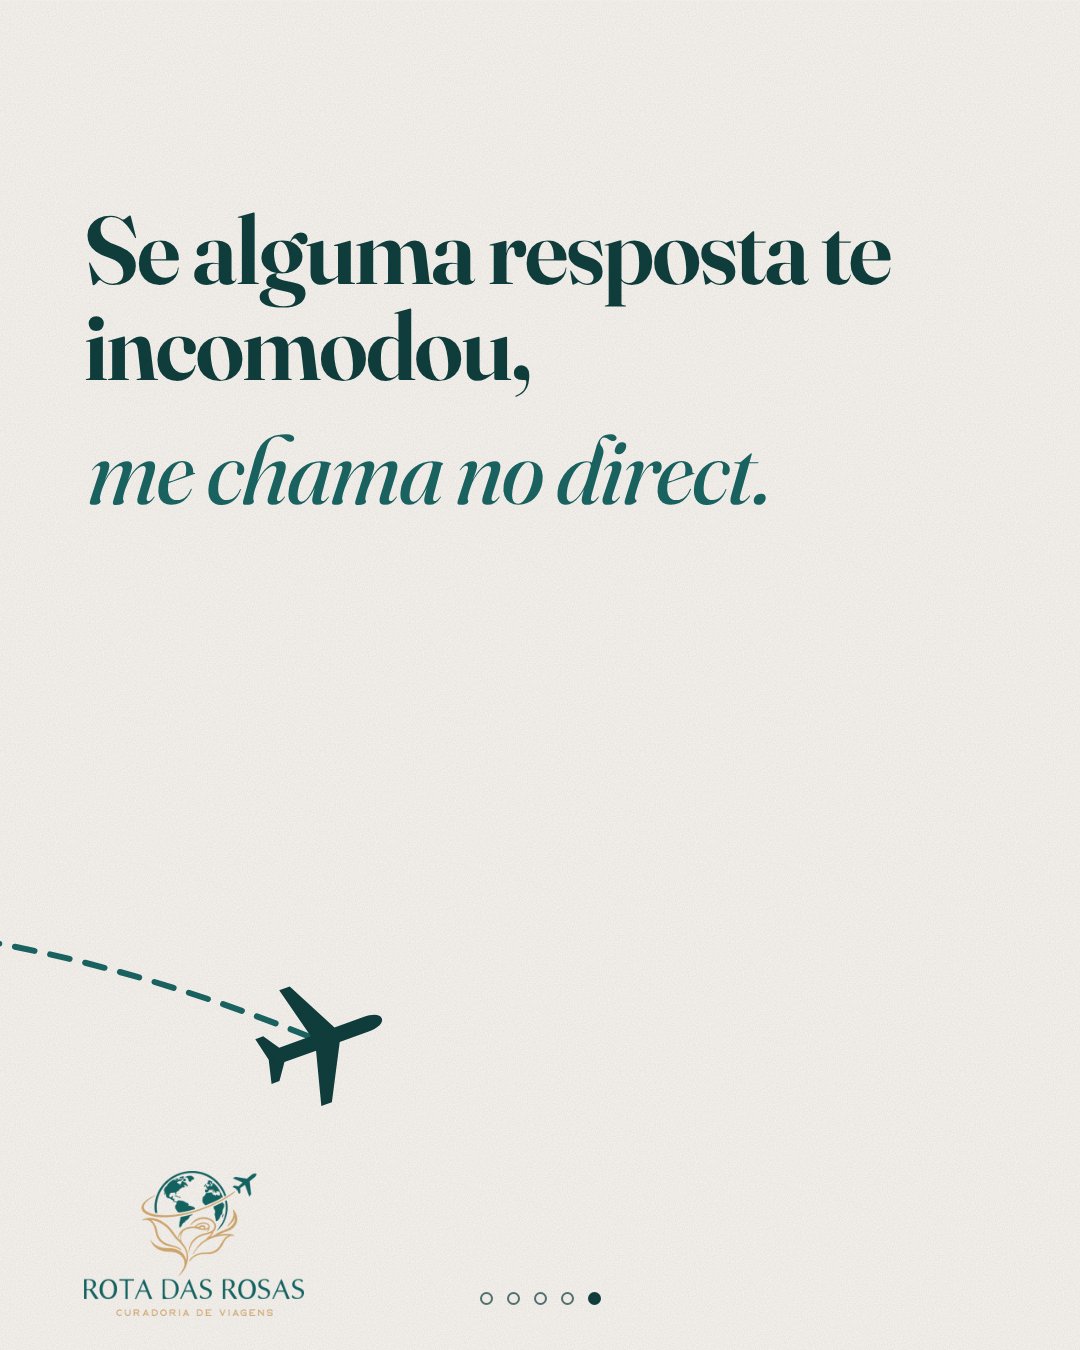 Se alguma resposta te
incomodou,
me chama no direct.
ROTA DAS ROSAS
CURADORIA DE VIAGENS